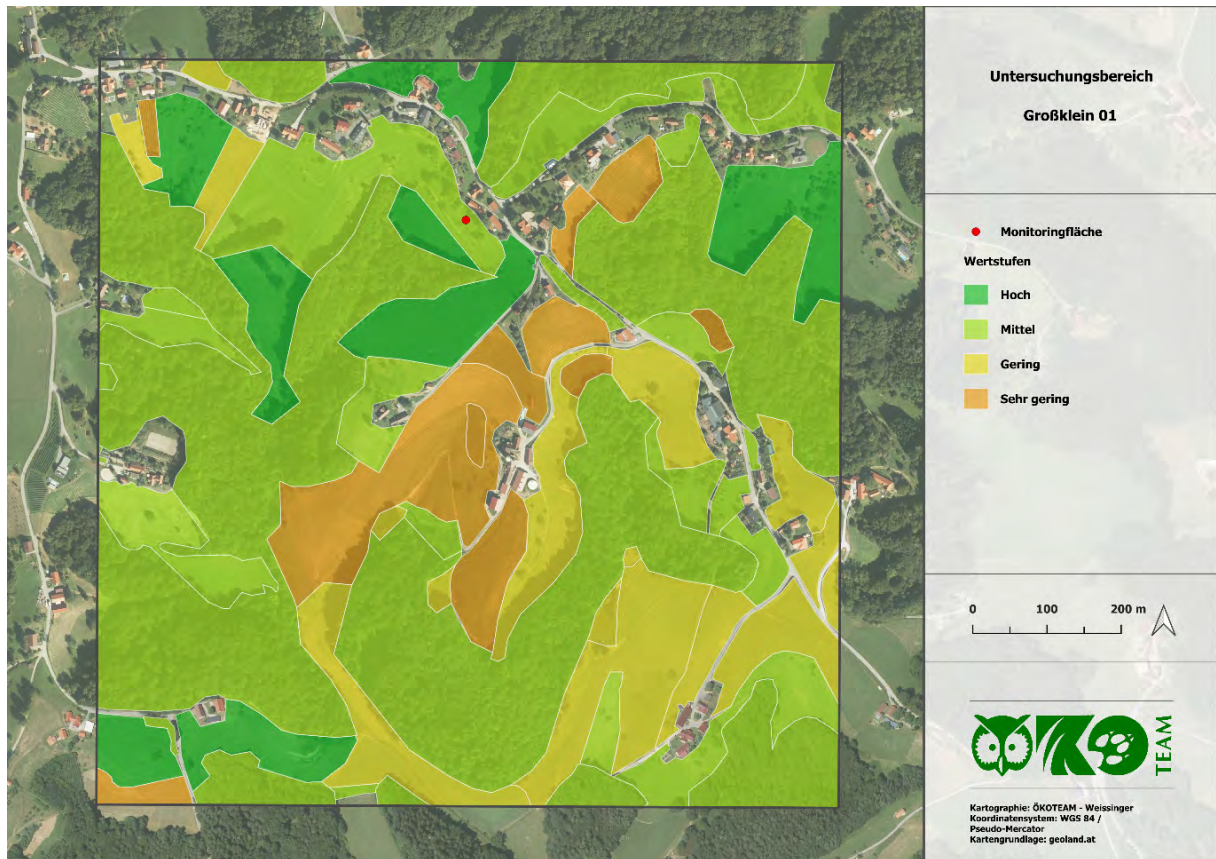 Untersuchungsbereich
Großklein 01
Monitoringfläche
Wertstufen
Hoch
Mittel
Gering
Sehr gering
0 100 200 m
ÖKO
TEAM
Kartographie: ÖKOTEAM - Weissinger
Koordinatensystem: WGS 84 /
Pseudo-Mercator
Kartengrundlage: geoland.at